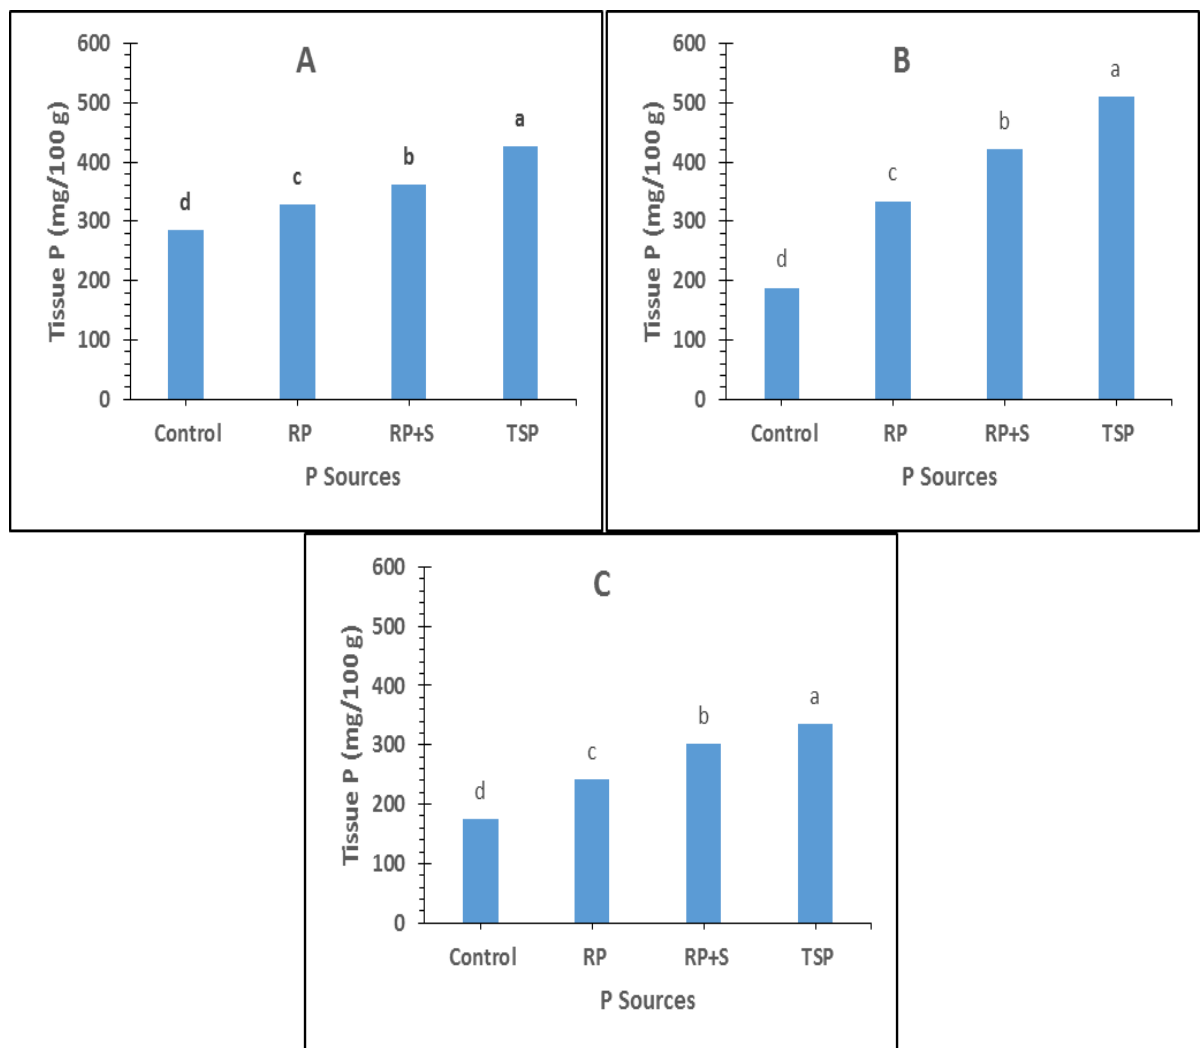 A
Tissue P (mg/100 g)
600
500
400
300
200
100
0
d
c
b
a
Control RP RP+S TSP
P Sources
B
Tissue P (mg/100 g)
600
500
400
300
200
100
0
d
c
b
a
Control RP RP+S TSP
P Sources
C
Tissue P (mg/100 g)
600
500
400
300
200
100
0
d
c
b
a
Control RP RP+S TSP
P Sources